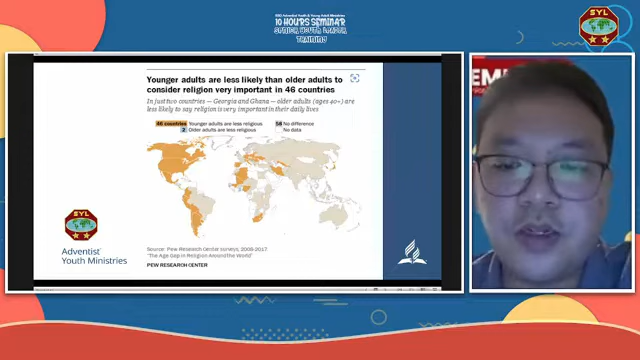 10 HOURS SEMINAR
SENIOR YOUTH LEADER
TRAINING
SYL
Younger adults are less likely than older adults to
consider religion very important in 46 countries
In just two countries — Georgia and Ghana — older adults (ages 40+) are
less likely to say religion is very important in their daily lives
46 countries Younger adults are less religious
2 Older adults are less religious
58 No difference
No data
SYL
Adventist
Youth Ministries
Source: Pew Research Center surveys, 2008-2017
"The Age Gap in Religion Around the World"
PEW RESEARCH CENTER